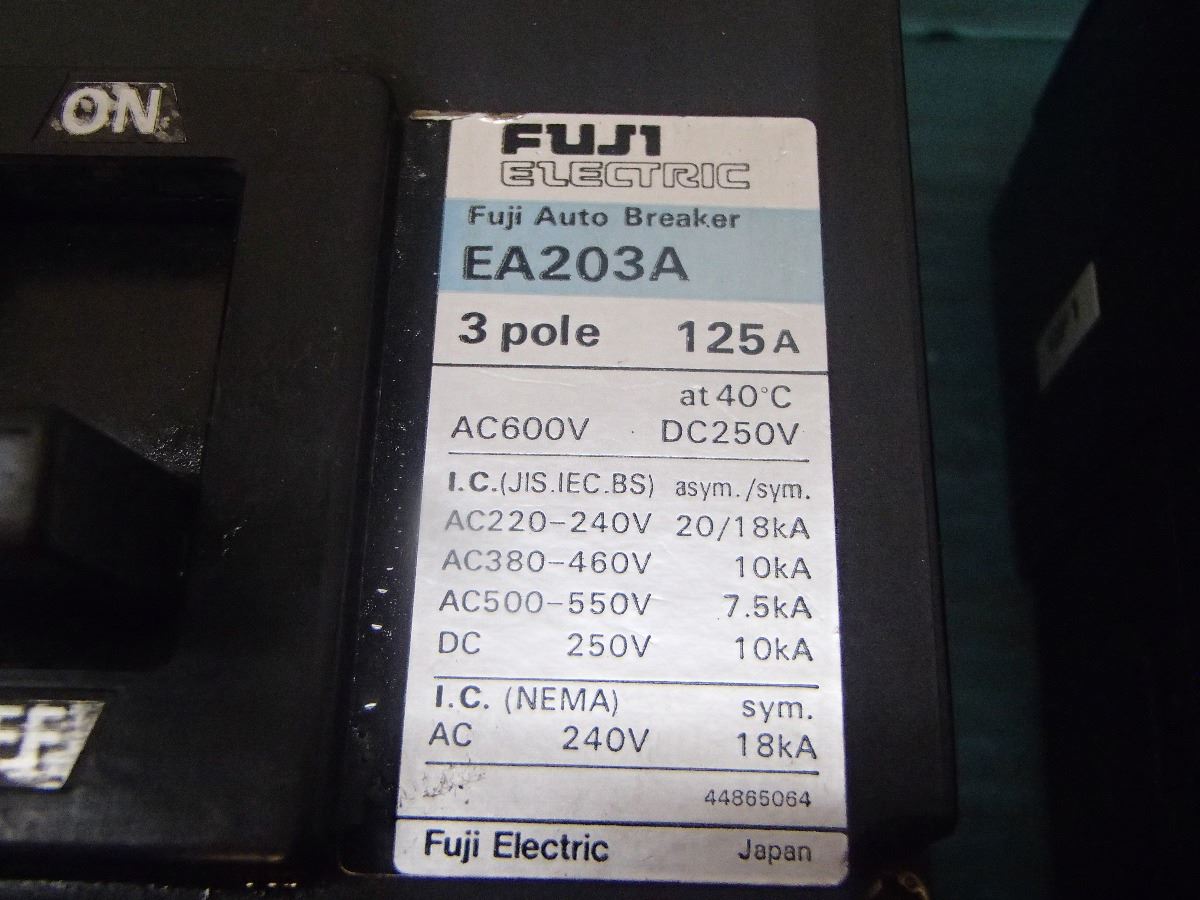 ON
FUJI
ELECTRIC
Fuji Auto Breaker
EA203A
3 pole 125A
at 40°C
AC600V DC250V
I.C.(JIS.IEC.BS) asym./sym.
AC220-240V 20/18kA
AC380-460V 10kA
AC500-550V 7.5kA
DC 250V 10kA
I.C. (NEMA) sym.
AC 240V 18kA
44865064
Fuji Electric Japan